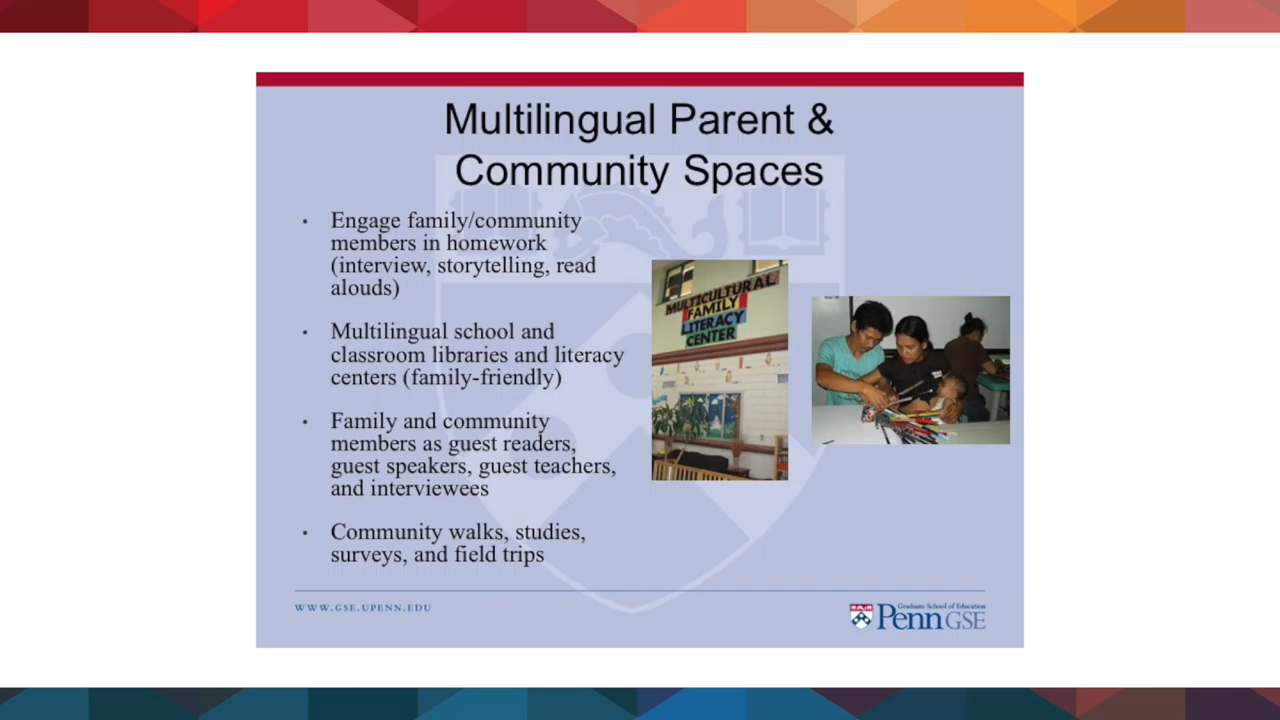 Multilingual Parent &
Community Spaces
• Engage family/community
members in homework
(interview, storytelling, read
alouds)
• Multilingual school and
classroom libraries and literacy
centers (family-friendly)
• Family and community
members as guest readers,
guest speakers, guest teachers,
and interviewees
• Community walks, studies,
surveys, and field trips
MULTICULTURAL
FAMILY
LITERACY
CENTER
WWW.GSE.UPENN.EDU
Graduate School of Education
Penn GSE